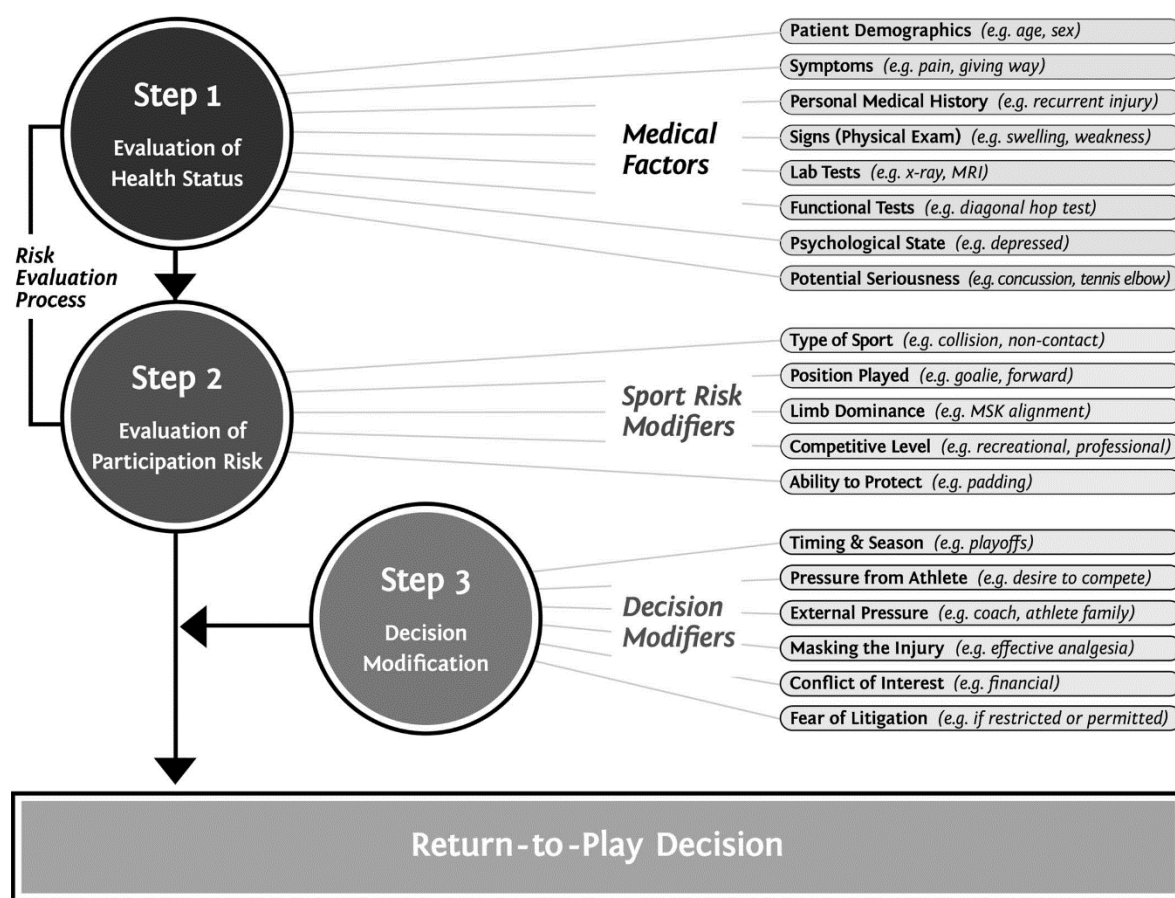 Step 1
Evaluation of
Health Status
Medical
Factors
Patient Demographics (e.g. age, sex)
Symptoms (e.g. pain, giving way)
Personal Medical History (e.g. recurrent injury)
Signs (Physical Exam) (e.g. swelling, weakness)
Lab Tests (e.g. x-ray, MRI)
Functional Tests (e.g. diagonal hop test)
Psychological State (e.g. depressed)
Potential Seriousness (e.g. concussion, tennis elbow)
Risk
Evaluation
Process
Step 2
Evaluation of
Participation Risk
Sport Risk
Modifiers
Type of Sport (e.g. collision, non-contact)
Position Played (e.g. goalie, forward)
Limb Dominance (e.g. MSK alignment)
Competitive Level (e.g. recreational, professional)
Ability to Protect (e.g. padding)
Step 3
Decision
Modification
Decision
Modifiers
Timing & Season (e.g. playoffs)
Pressure from Athlete (e.g. desire to compete)
External Pressure (e.g. coach, athlete family)
Masking the Injury (e.g. effective analgesia)
Conflict of Interest (e.g. financial)
Fear of Litigation (e.g. if restricted or permitted)
Return-to-Play Decision